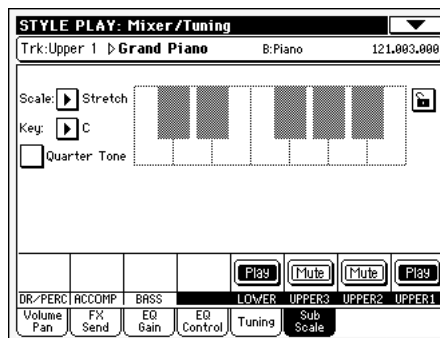 STYLE PLAY: Mixer/Tuning
Trk:Upper 1 Grand Piano B:Piano 121.003.000
Scale: Stretch
Key: C
Quarter Tone
Play Mute Mute Play
DR/PERC ACCOMP BASS LOWER UPPER3 UPPER2 UPPER1
Volume Pan FX Send EQ Gain EQ Control Tuning Sub Scale